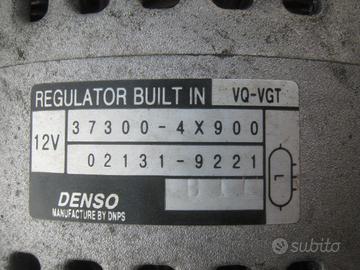 REGULATOR BUILT IN VQ-VGT
12V
37300-4X900
02131-9221
L
DENSO
MANUFACTURE BY DNPS
subito